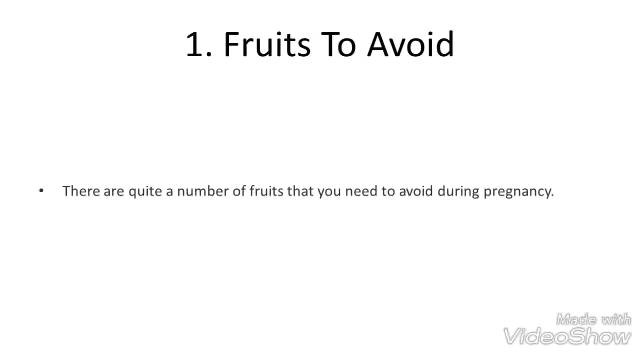 1. Fruits To Avoid
• There are quite a number of fruits that you need to avoid during pregnancy.
Made with
VideoShow